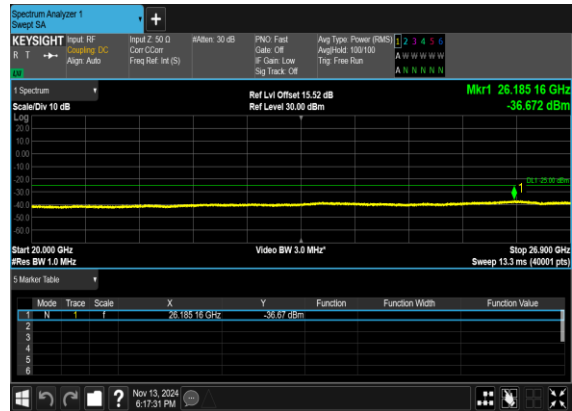 Spectrum Analyzer 1
Swept SA
+
KEYSIGHT Input: RF Input Z: 50 Ω #Atten: 30 dB PNO: Fast Avg Type: Power (RMS) 1 2 3 4 5 6
R T Coupling: DC Corr CCorr Gate: Off Avg|Hold: 100/100 A W W W W W
Align: Auto Freq Ref: Int (S) IF Gain: Low Trig: Free Run
Sig Track: Off A N N N N N
1 Spectrum Ref Lvl Offset 15.52 dB Mkr1 26.185 16 GHz
Scale/Div 10 dB Ref Level 30.00 dBm -36.672 dBm
Log
20.0
10.0
0.00
-10.0
-20.0
DL1 -25.00 dBm
-30.0
1
-40.0
-50.0
-60.0
Start 20.000 GHz Video BW 3.0 MHz* Stop 26.900 GHz
#Res BW 1.0 MHz Sweep 13.3 ms (40001 pts)
5 Marker Table
Mode Trace Scale X Y Function Function Width Function Value
1 N 1 f 26.185 16 GHz -36.67 dBm
2
3
4
5
6
? Nov 13, 2024
6:17:31 PM